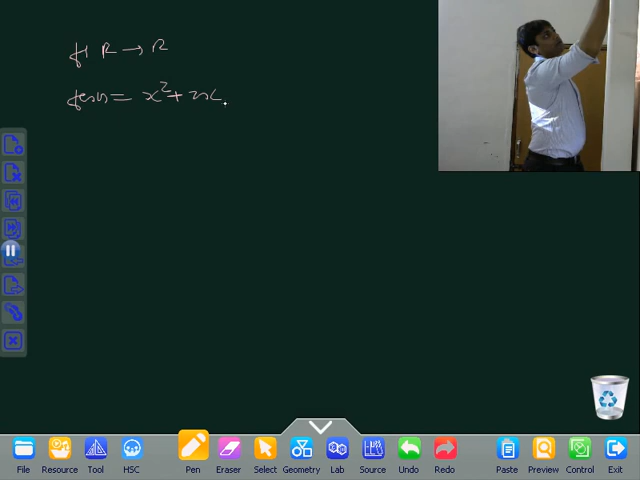 f: R → R
f(x) = x² + 2x
File Resource Tool HSC Pen Eraser Select Geometry Lab Source Undo Redo Paste Preview Control Exit